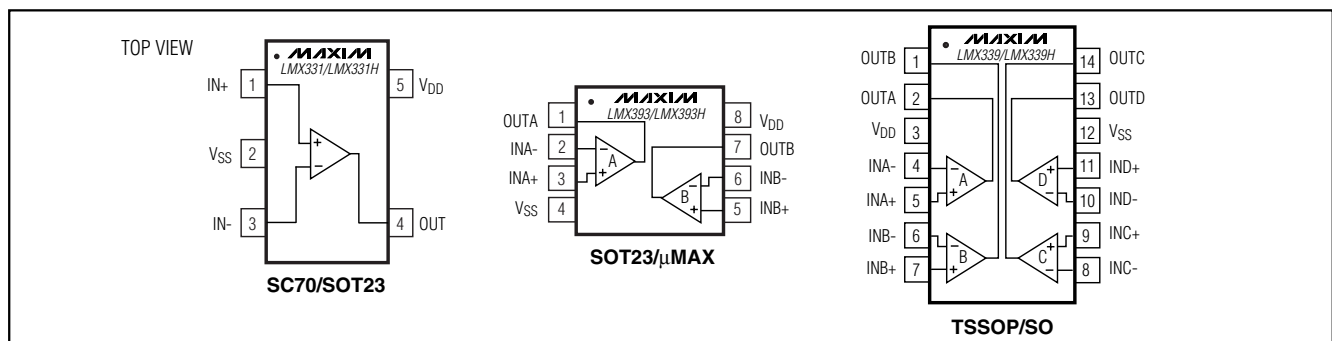 TOP VIEW
MAXIM
LMX331/LMX331H
IN+ 1
5 VDD
VSS 2
+
−
IN- 3
4 OUT
SC70/SOT23
MAXIM
LMX393/LMX393H
OUTA 1
8 VDD
INA- 2
− A +
7 OUTB
INA+ 3
6 INB-
− B +
VSS 4
5 INB+
SOT23/µMAX
MAXIM
LMX339/LMX339H
OUTB 1
14 OUTC
OUTA 2
13 OUTD
VDD 3
12 VSS
INA- 4
− A +
+ D −
11 IND+
INA+ 5
10 IND-
INB- 6
− B +
+ C −
9 INC+
INB+ 7
8 INC-
TSSOP/SO